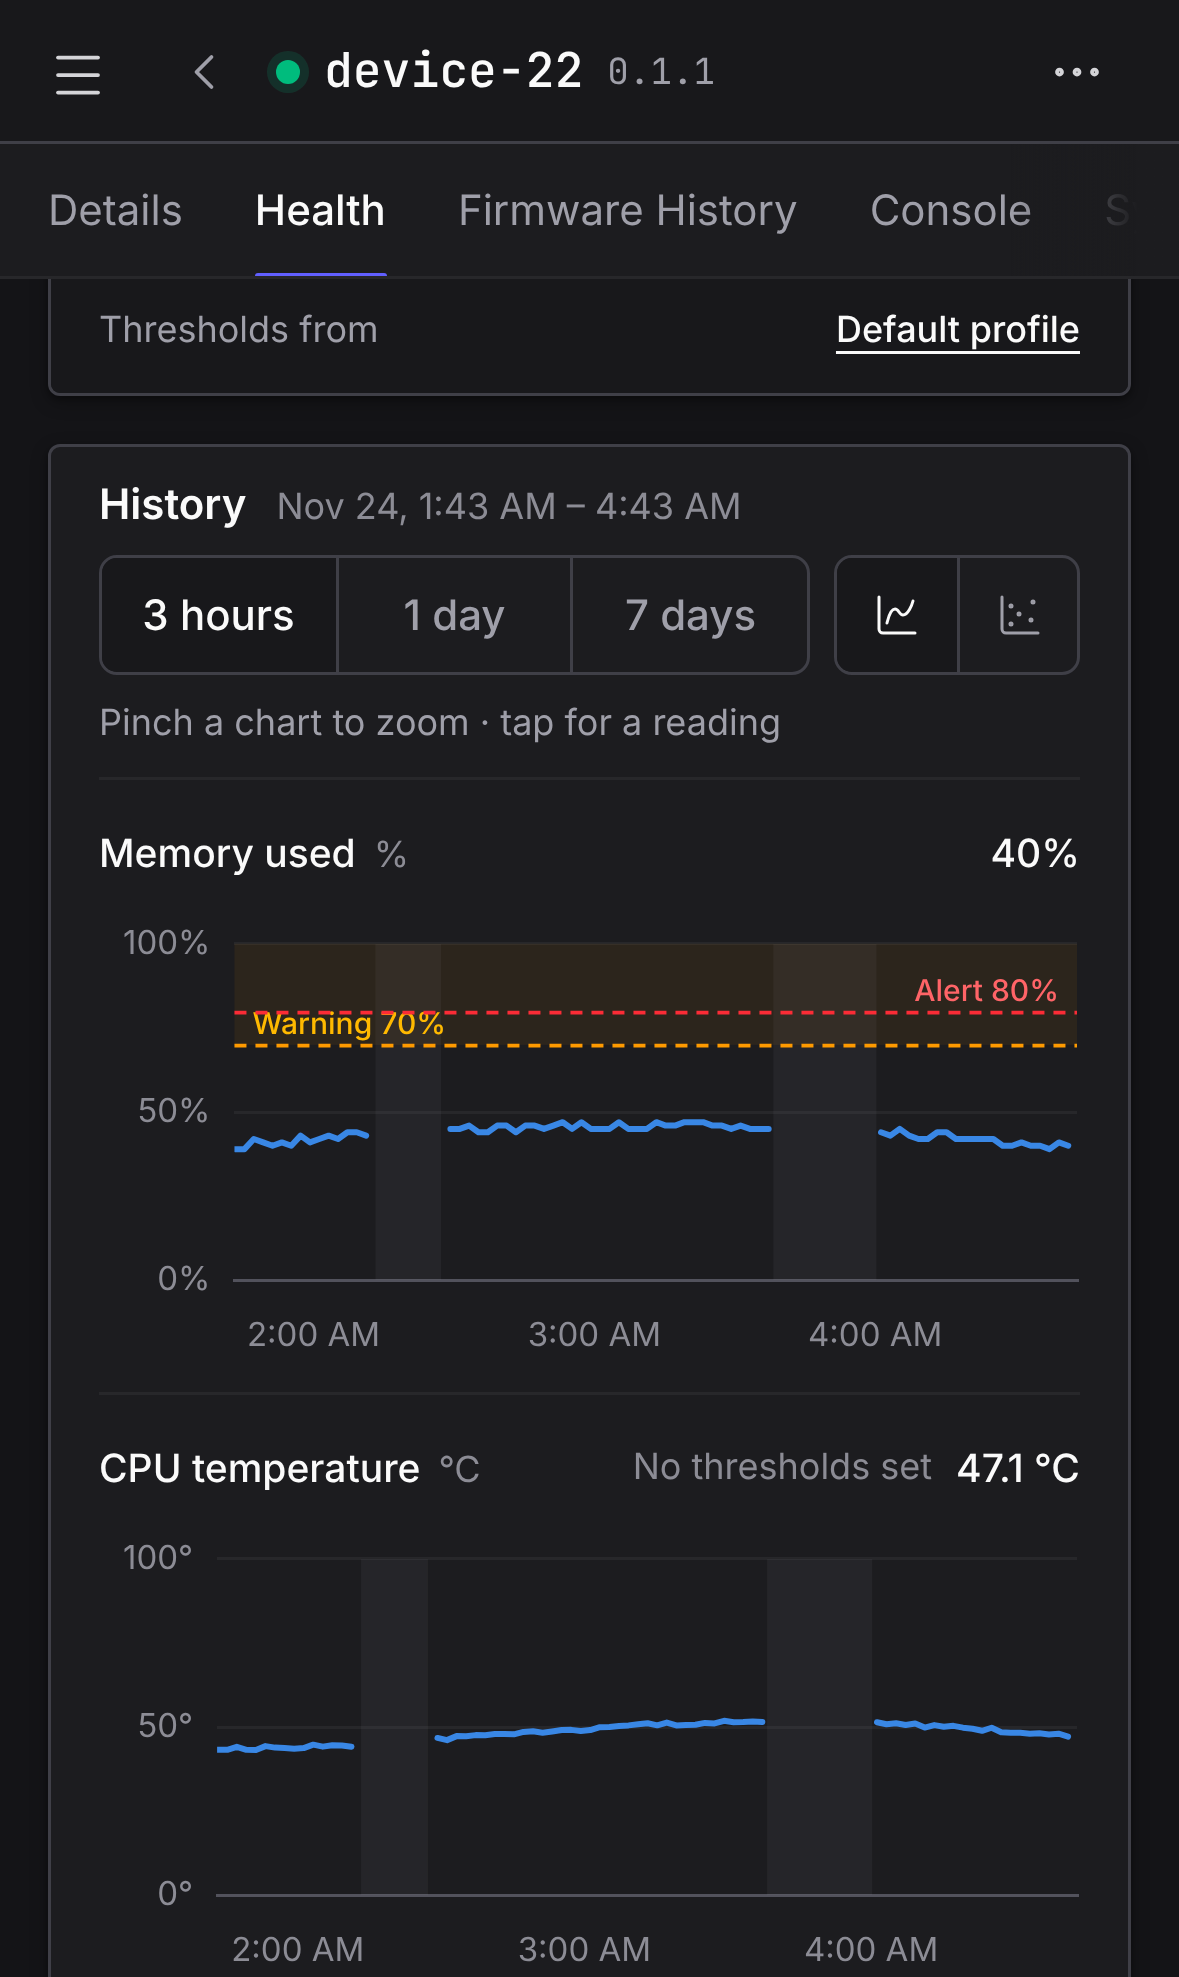 device-22 0.1.1
Details Health Firmware History Console S
Thresholds from Default profile
History Nov 24, 1:43 AM – 4:43 AM
3 hours 1 day 7 days
Pinch a chart to zoom · tap for a reading
Memory used % 40%
100%
Alert 80%
Warning 70%
50%
0%
2:00 AM 3:00 AM 4:00 AM
CPU temperature °C No thresholds set 47.1 °C
100°
50°
0°
2:00 AM 3:00 AM 4:00 AM